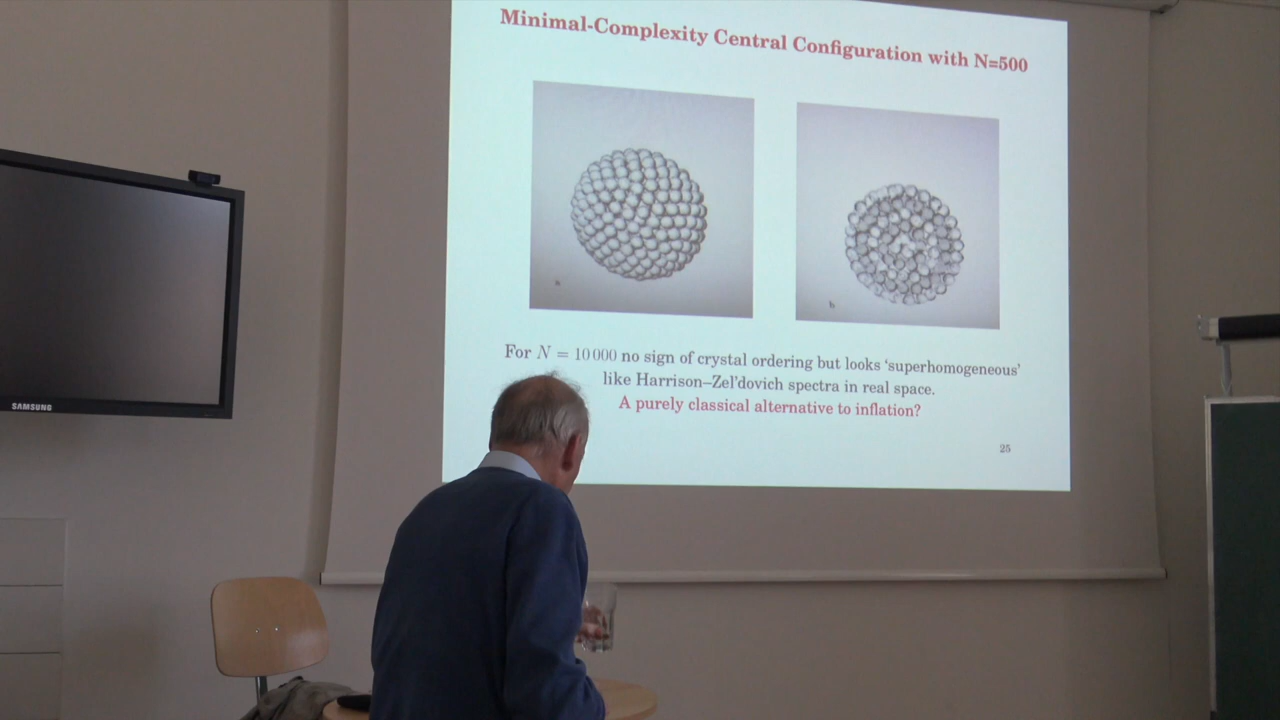 Minimal-Complexity Central Configuration with N=500
a
b
For N = 10 000 no sign of crystal ordering but looks ‘superhomogeneous’
like Harrison–Zel’dovich spectra in real space.
A purely classical alternative to inflation?
25
SAMSUNG